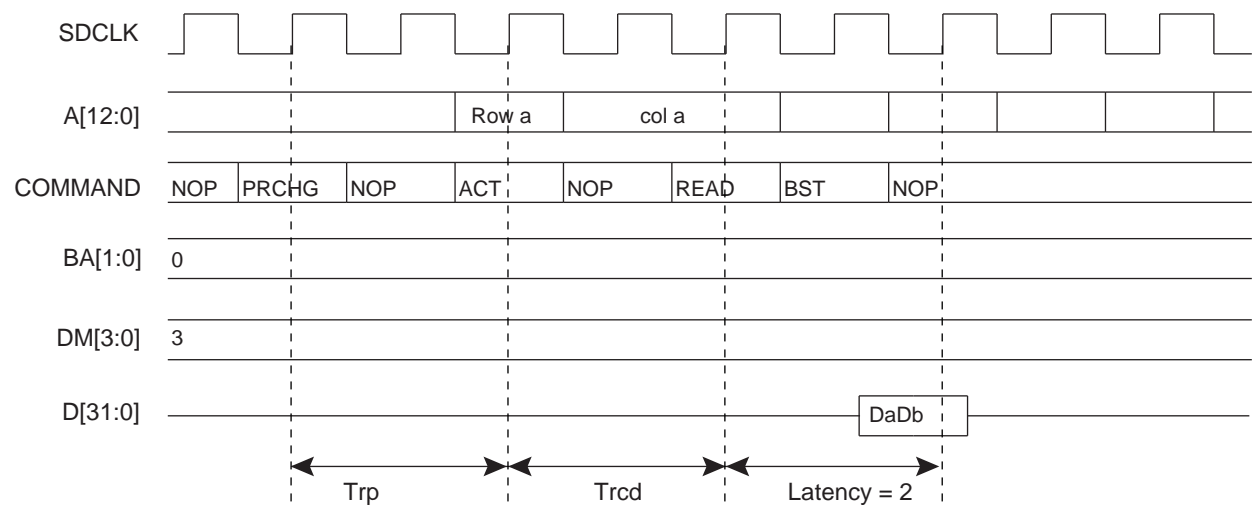 SDCLK
A[12:0] Row a col a
COMMAND NOP PRCHG NOP ACT NOP READ BST NOP
BA[1:0] 0
DM[3:0] 3
D[31:0] DaDb
Trp Trcd Latency = 2